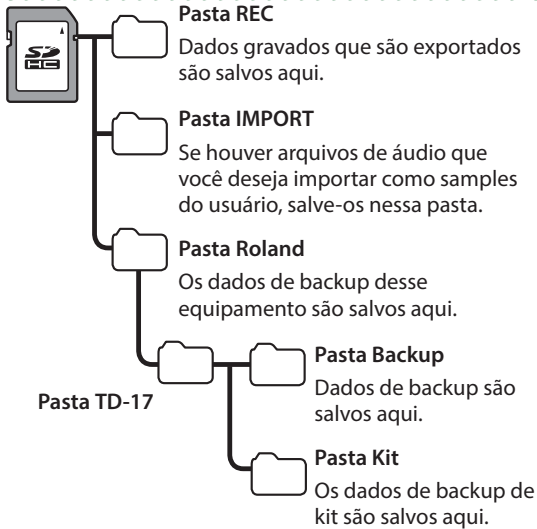 Pasta REC
Dados gravados que são exportados
são salvos aqui.
SD
HC
Pasta IMPORT
Se houver arquivos de áudio que
você deseja importar como samples
do usuário, salve-os nessa pasta.
Pasta Roland
Os dados de backup desse
equipamento são salvos aqui.
Pasta TD-17
Pasta Backup
Dados de backup são
salvos aqui.
Pasta Kit
Os dados de backup de
kit são salvos aqui.